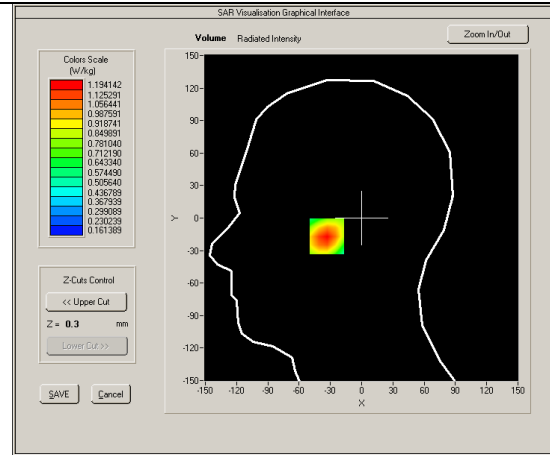 SAR Visualisation Graphical Interface
Volume Radiated Intensity
Zoom In/Out
Colors Scale
(W/kg)
1.194142
1.125291
1.056441
0.987591
0.918741
0.849891
0.781040
0.712190
0.643340
0.574490
0.505640
0.436789
0.367939
0.299089
0.230239
0.161389
Z-Cuts Control
<< Upper Cut
Z = 0.3 mm
Lower Cut >>
SAVE
Cancel
150
120
90
60
30
0
-30
-60
-90
-120
-150
Y
-150 -120 -90 -60 -30 0 30 60 90 120 150
X